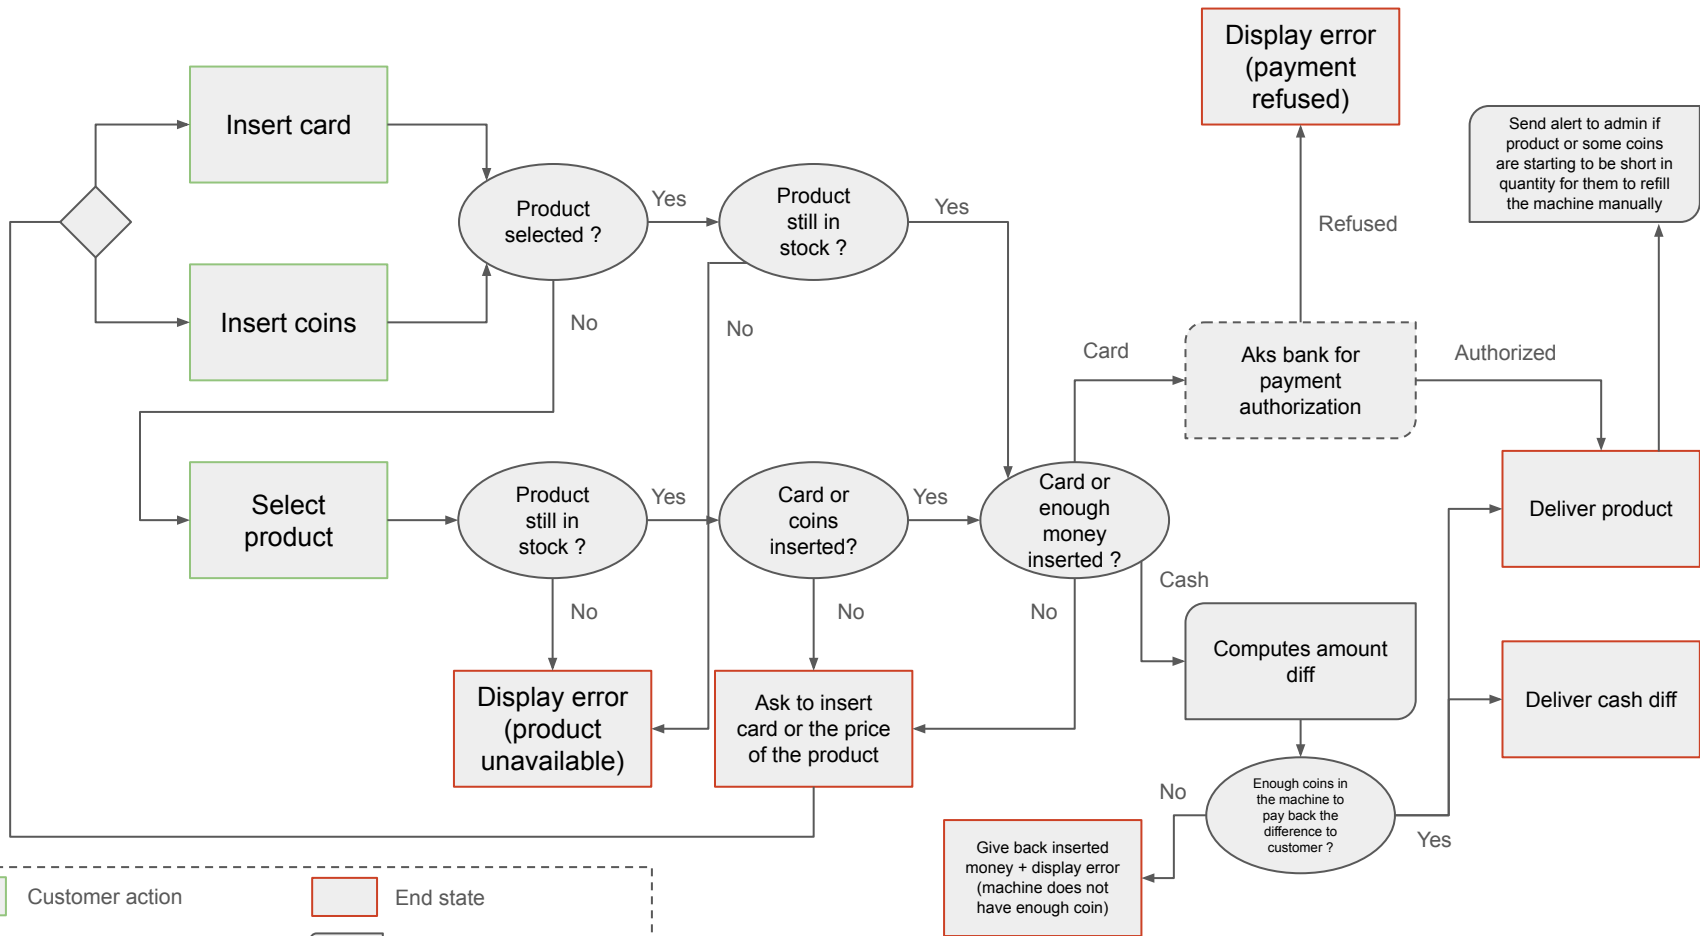 Display error
(payment
refused)
Insert card
Send alert to admin if
product or some coins
are starting to be short in
quantity for them to refill
the machine manually
Product
selected ?
Yes
Product
still in
stock ?
Yes
Refused
Insert coins
No
No
Card
Aks bank for
payment
authorization
Authorized
Select
product
Product
still in
stock ?
Yes
Card or
coins
inserted?
Yes
Card or
enough
money
inserted ?
Deliver product
No
No
No
Cash
Computes amount
diff
Display error
(product
unavailable)
Ask to insert
card or the price
of the product
Deliver cash diff
No
Enough coins in
the machine to
pay back the
difference to
customer ?
Yes
Give back inserted
money + display error
(machine does not
have enough coin)
Customer action
End state